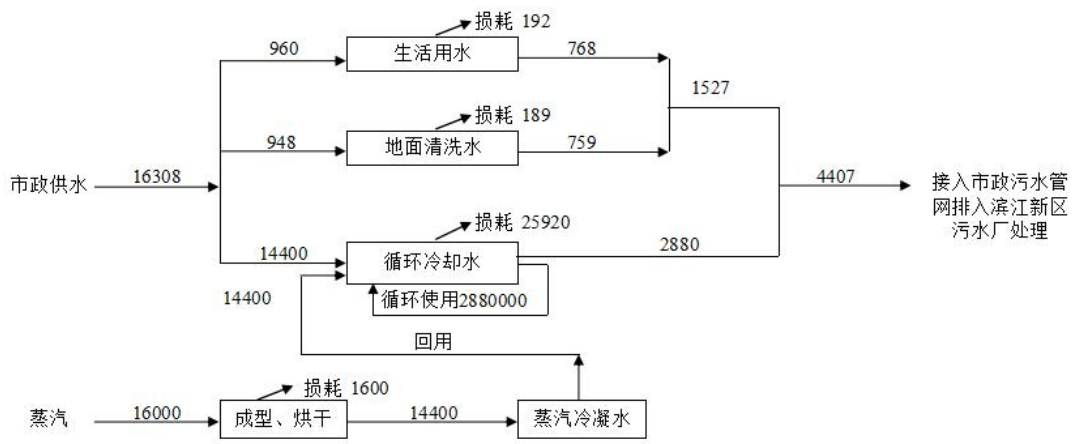 损耗 192
960
生活用水
768
1527
损耗 189
948
地面清洗水
759
市政供水
16308
4407
接入市政污水管
网排入滨江新区
污水厂处理
损耗 25920
14400
循环冷却水
2880
14400
循环使用2880000
回用
损耗 1600
蒸汽
16000
成型、烘干
14400
蒸汽冷凝水